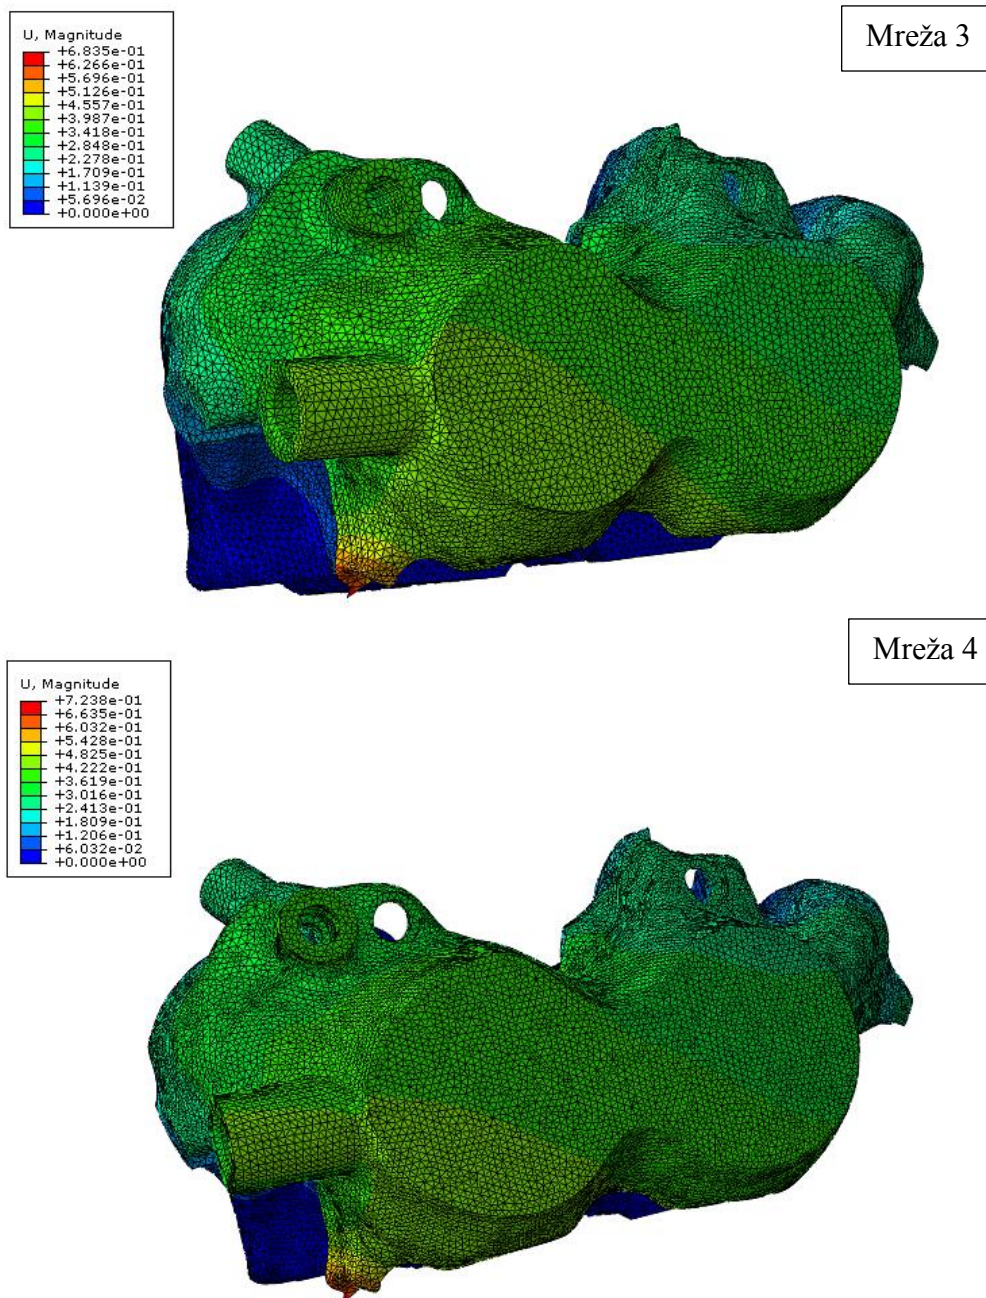 Mreža 3
U, Magnitude
+6.835e-01
+6.266e-01
+5.696e-01
+5.126e-01
+4.557e-01
+3.987e-01
+3.418e-01
+2.848e-01
+2.278e-01
+1.709e-01
+1.139e-01
+5.696e-02
+0.000e+00
Mreža 4
U, Magnitude
+7.238e-01
+6.635e-01
+6.032e-01
+5.428e-01
+4.825e-01
+4.222e-01
+3.619e-01
+3.016e-01
+2.413e-01
+1.809e-01
+1.206e-01
+6.032e-02
+0.000e+00